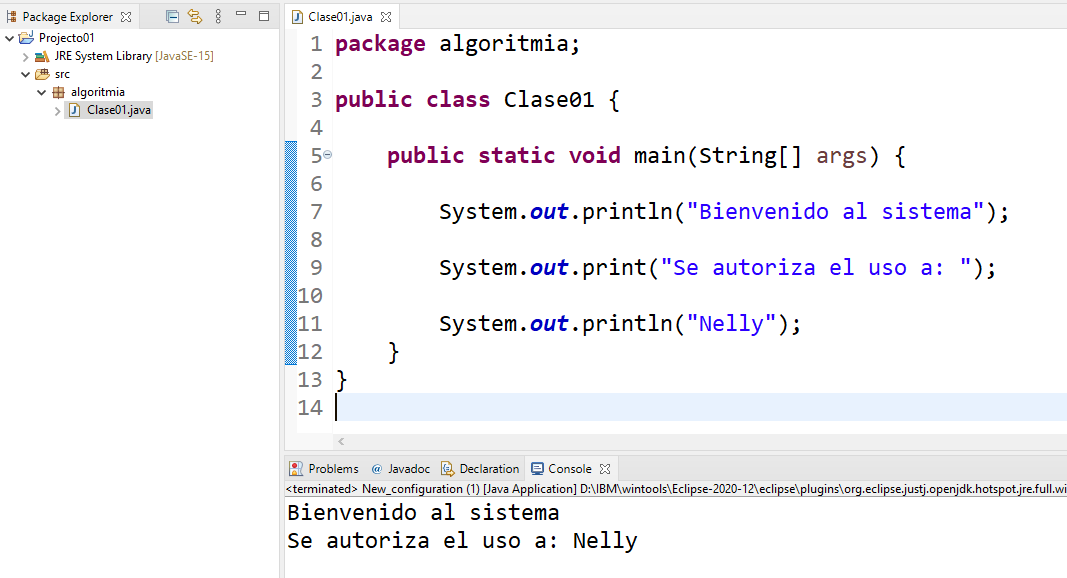 Package Explorer
Projecto01
JRE System Library [JavaSE-15]
src
algoritmia
Clase01.java
Clase01.java
1 package algoritmia;
2
3 public class Clase01 {
4
5 public static void main(String[] args) {
6
7 System.out.println("Bienvenido al sistema");
8
9 System.out.print("Se autoriza el uso a: ");
10
11 System.out.println("Nelly");
12 }
13 }
14
Problems @ Javadoc Declaration Console
<terminated> New_configuration (1) [Java Application] D:\IBM\wintools\Eclipse-2020-12\eclipse\plugins\org.eclipse.justj.openjdk.hotspot.jre.full.wi
Bienvenido al sistema
Se autoriza el uso a: Nelly